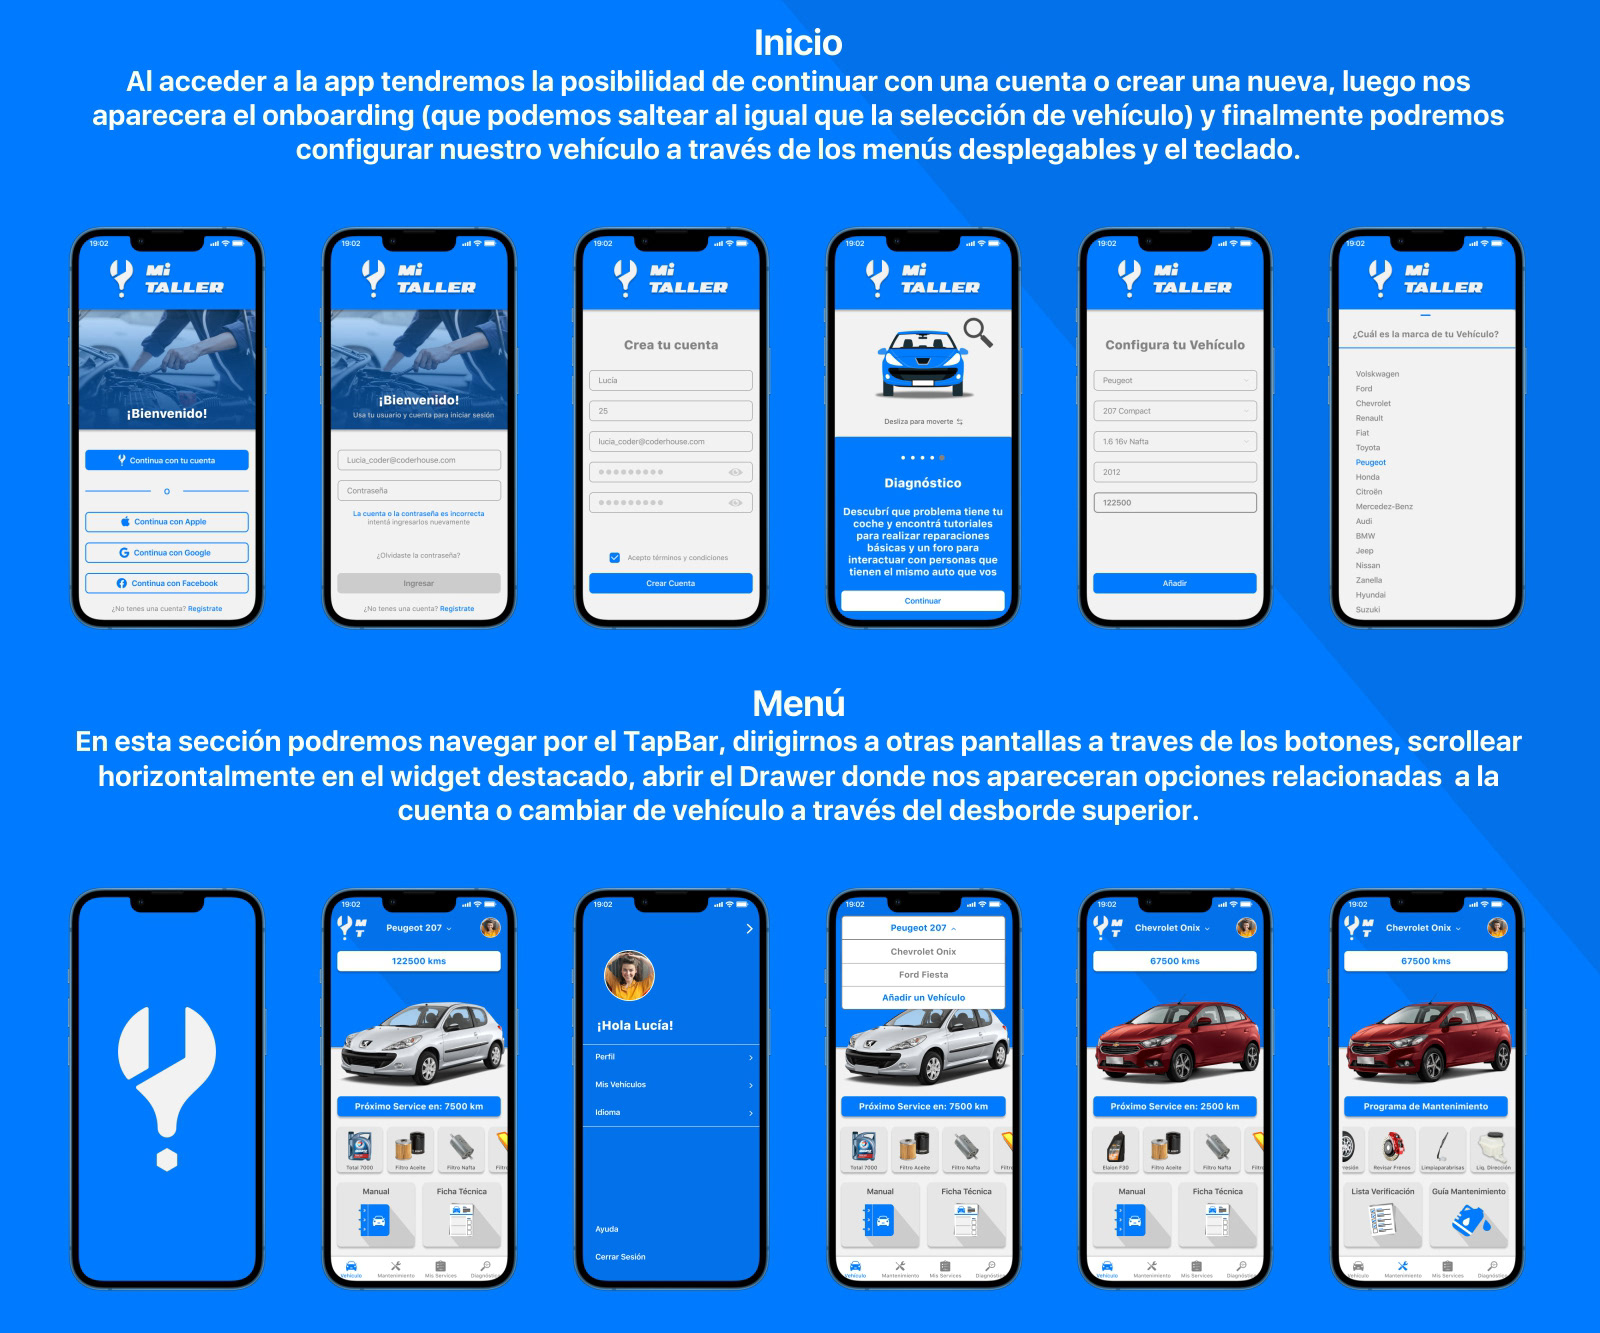 Inicio
Al acceder a la app tendremos la posibilidad de continuar con una cuenta o crear una nueva, luego nos
aparecera el onboarding (que podemos saltear al igual que la selección de vehículo) y finalmente podremos
configurar nuestro vehículo a través de los menús desplegables y el teclado.
19:02
Mi
TALLER
¡Bienvenido!
Continua con tu cuenta
O
Continua con Apple
Continua con Google
Continua con Facebook
¿No tenes una cuenta? Registrate
19:02
Mi
TALLER
¡Bienvenido!
Usa tu usuario y cuenta para iniciar sesión
Lucia_coder@coderhouse.com
Contraseña
La cuenta o la contraseña es incorrecta
intentá ingresarlos nuevamente
¿Olvidaste la contraseña?
Ingresar
¿No tenes una cuenta? Registrate
19:02
Mi
TALLER
Crea tu cuenta
Lucía
25
lucia_coder@coderhouse.com
Acepto términos y condiciones
Crear Cuenta
19:02
Mi
TALLER
Desliza para moverte
Diagnóstico
Descubrí que problema tiene tu
coche y encontrá tutoriales
para realizar reparaciones
básicas y un foro para
interactuar con personas que
tienen el mismo auto que vos
Continuar
19:02
Mi
TALLER
Configura tu Vehículo
Peugeot
207 Compact
1.6 16v Nafta
2012
122500
Añadir
19:02
Mi
TALLER
¿Cuál es la marca de tu Vehículo?
Volskwagen
Ford
Chevrolet
Renault
Fiat
Toyota
Peugeot
Honda
Citroën
Mercedez-Benz
Audi
BMW
Jeep
Nissan
Zanella
Hyundai
Suzuki
Menú
En esta sección podremos navegar por el TapBar, dirigirnos a otras pantallas a traves de los botones, scrollear
horizontalmente en el widget destacado, abrir el Drawer donde nos apareceran opciones relacionadas a la
cuenta o cambiar de vehículo a través del desborde superior.
19:02
M
T
Peugeot 207
122500 kms
Próximo Service en: 7500 km
Total 7000
Filtro Aceite
Filtro Nafta
Filtr
Manual
Ficha Técnica
Vehículo
Mantenimiento
Mis Services
Diagnóstic
19:02
¡Hola Lucía!
Perfil
Mis Vehículos
Idioma
Ayuda
Cerrar Sesión
19:02
Peugeot 207
Chevrolet Onix
Ford Fiesta
Añadir un Vehículo
Próximo Service en: 7500 km
Total 7000
Filtro Aceite
Filtro Nafta
Filtr
Manual
Ficha Técnica
Vehículo
Mantenimiento
Mis Services
Diagnóstic
19:02
M
T
Chevrolet Onix
67500 kms
Próximo Service en: 2500 km
Elaion F30
Filtro Aceite
Filtro Nafta
Filtr
Manual
Ficha Técnica
Vehículo
Mantenimiento
Mis Services
Diagnóstic
19:02
M
T
Chevrolet Onix
67500 kms
Programa de Mantenimiento
resión
Revisar Frenos
Limpiaparabrisas
Liq. Dirección
Lista Verificación
Guía Mantenimiento
Vehículo
Mantenimiento
Mis Services
Diagnóstic